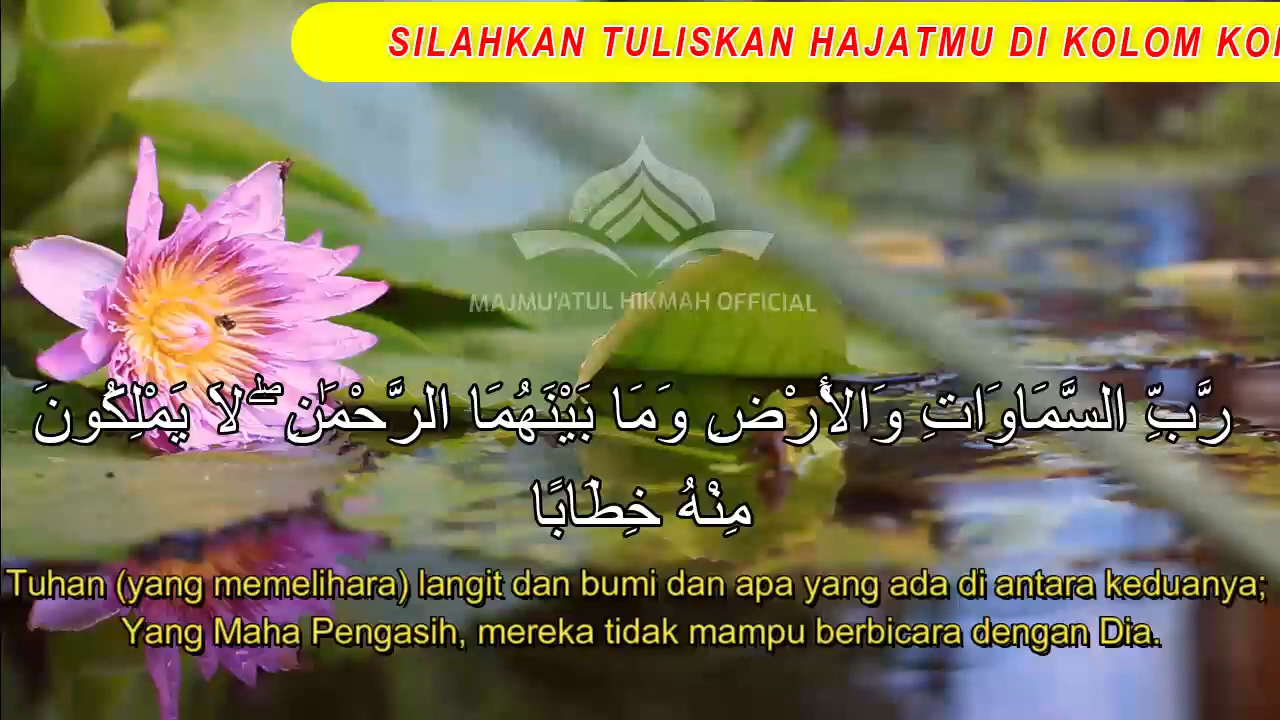 SILAHKAN TULISKAN HAJATMU DI KOLOM
MAJMU'ATUL HIKMAH OFFICIAL
رَّبِّ السَّمَاوَاتِ وَالْأَرْضِ وَمَا بَيْنَهُمَا الرَّحْمَٰنِ ۖ لَا يَمْلِكُونَ
مِنْهُ خِطَابًا
Tuhan (yang memelihara) langit dan bumi dan apa yang ada di antara keduanya;
Yang Maha Pengasih, mereka tidak mampu berbicara dengan Dia.